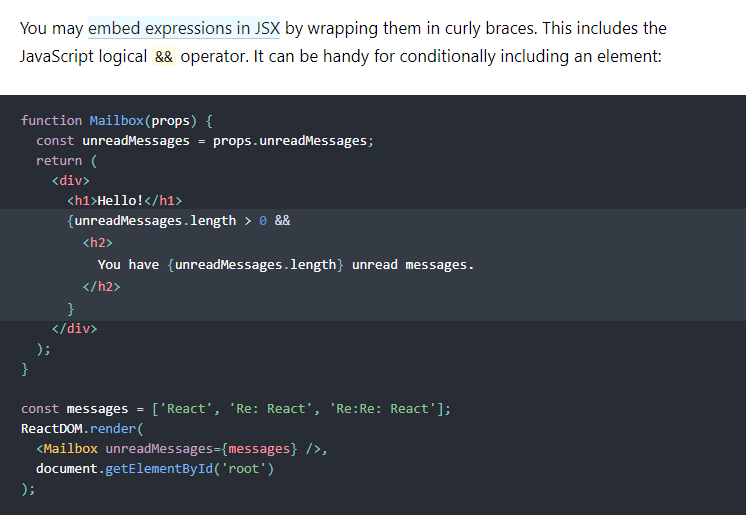 You may embed expressions in JSX by wrapping them in curly braces. This includes the
JavaScript logical && operator. It can be handy for conditionally including an element:
function Mailbox(props) {
  const unreadMessages = props.unreadMessages;
  return (
    <div>
      <h1>Hello!</h1>
      {unreadMessages.length > 0 &&
        <h2>
          You have {unreadMessages.length} unread messages.
        </h2>
      }
    </div>
  );
}
const messages = ['React', 'Re: React', 'Re:Re: React'];
ReactDOM.render(
  <Mailbox unreadMessages={messages} />,
  document.getElementById('root')
);